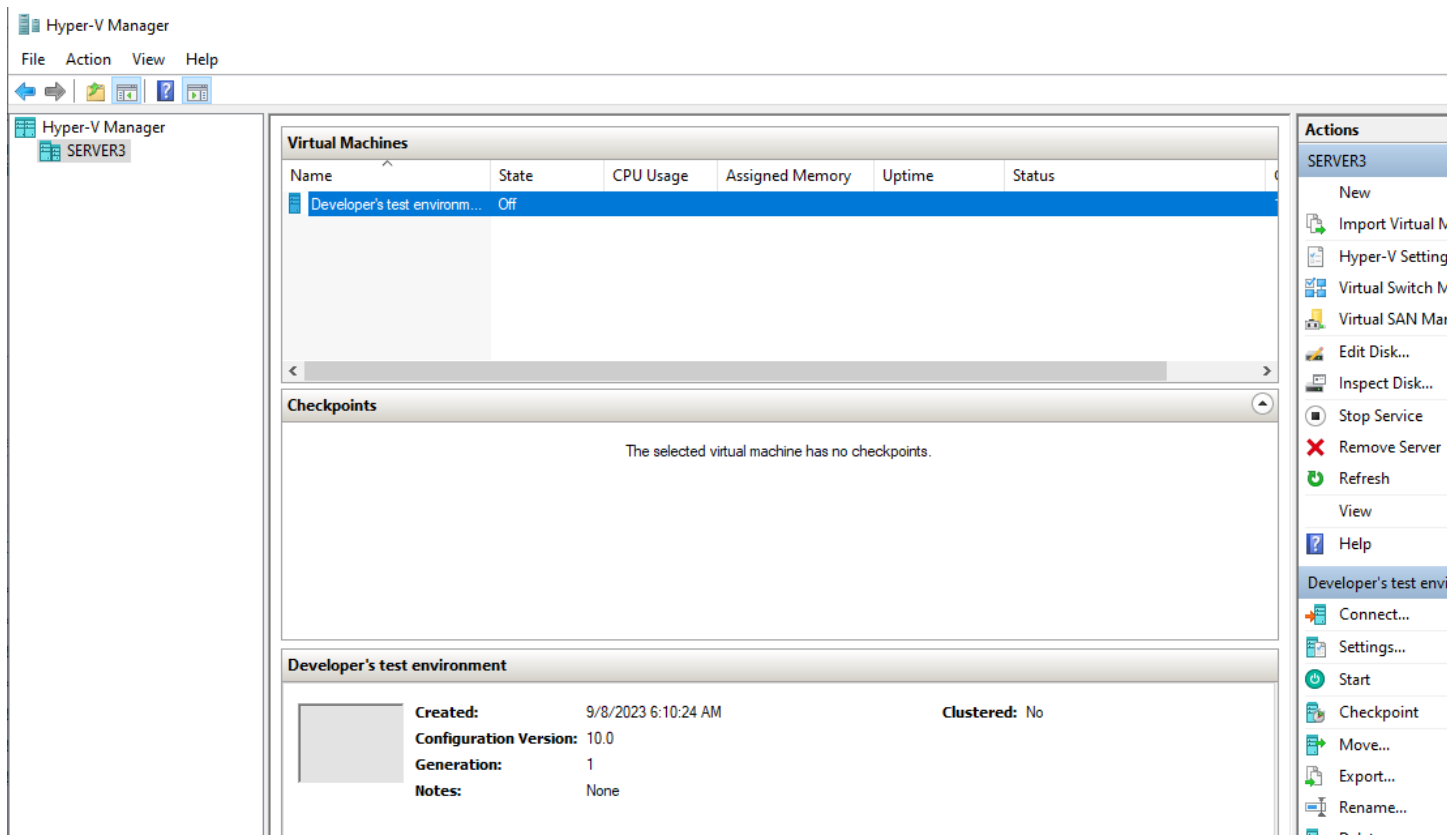 Hyper-V Manager
File Action View Help
Hyper-V Manager
SERVER3
Virtual Machines
Name State CPU Usage Assigned Memory Uptime Status
Developer's test environm... Off
Checkpoints
The selected virtual machine has no checkpoints.
Developer's test environment
Created: 9/8/2023 6:10:24 AM Clustered: No
Configuration Version: 10.0
Generation: 1
Notes: None
Actions
SERVER3
New
Import Virtual M
Hyper-V Setting
Virtual Switch M
Virtual SAN Mar
Edit Disk...
Inspect Disk...
Stop Service
Remove Server
Refresh
View
Help
Developer's test envi
Connect...
Settings...
Start
Checkpoint
Move...
Export...
Rename...